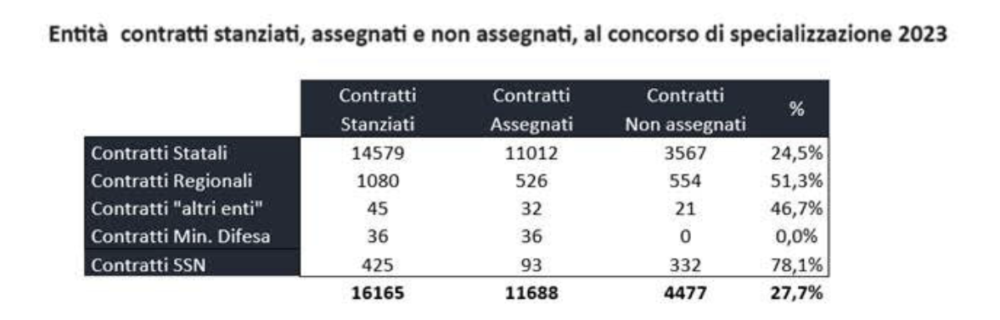 Entità contratti stanziati, assegnati e non assegnati, al concorso di specializzazione 2023
Contratti Stanziati Contratti Assegnati Contratti Non assegnati %
Contratti Statali 14579 11012 3567 24,5%
Contratti Regionali 1080 526 554 51,3%
Contratti "altri enti" 45 32 21 46,7%
Contratti Min. Difesa 36 36 0 0,0%
Contratti SSN 425 93 332 78,1%
16165 11688 4477 27,7%